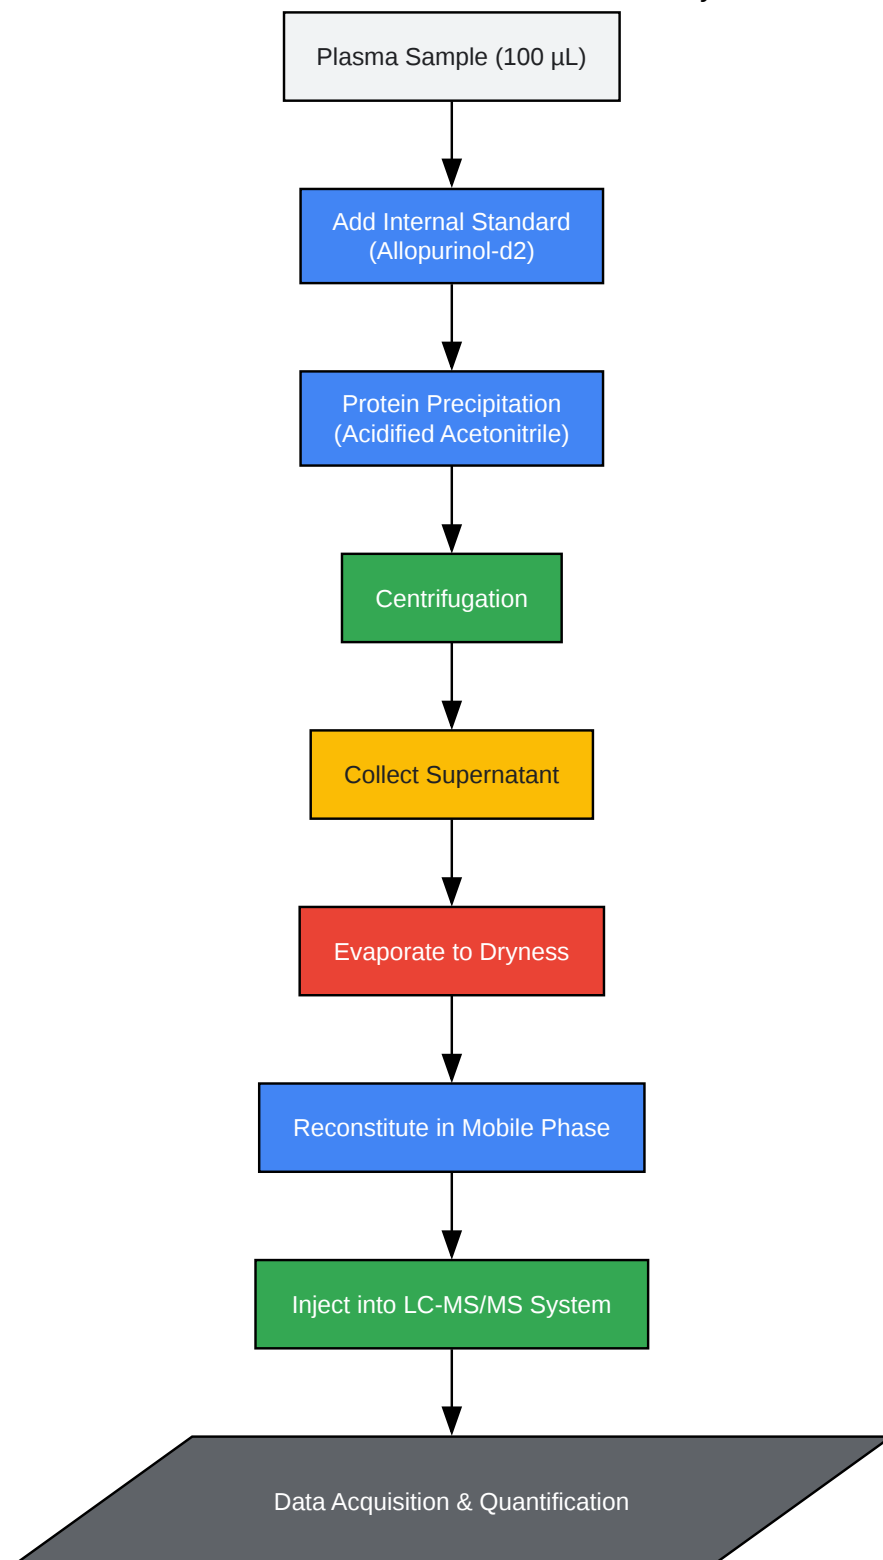 Plasma Sample (100 µL)
Add Internal Standard
(Allopurinol-d2)
Protein Precipitation
(Acidified Acetonitrile)
Centrifugation
Collect Supernatant
Evaporate to Dryness
Reconstitute in Mobile Phase
Inject into LC-MS/MS System
Data Acquisition & Quantification